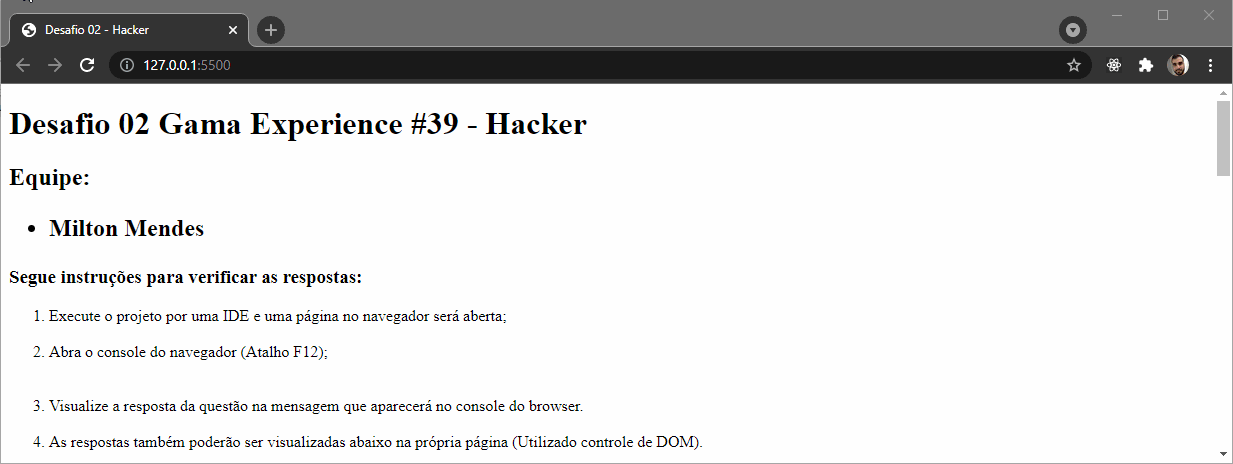 Desafio 02 - Hacker
127.0.0.1:5500
Desafio 02 Gama Experience #39 - Hacker
Equipe:
• Milton Mendes
Segue instruções para verificar as respostas:
1. Execute o projeto por uma IDE e uma página no navegador será aberta;
2. Abra o console do navegador (Atalho F12);
3. Visualize a resposta da questão na mensagem que aparecerá no console do browser.
4. As respostas também poderão ser visualizadas abaixo na própria página (Utilizado controle de DOM).